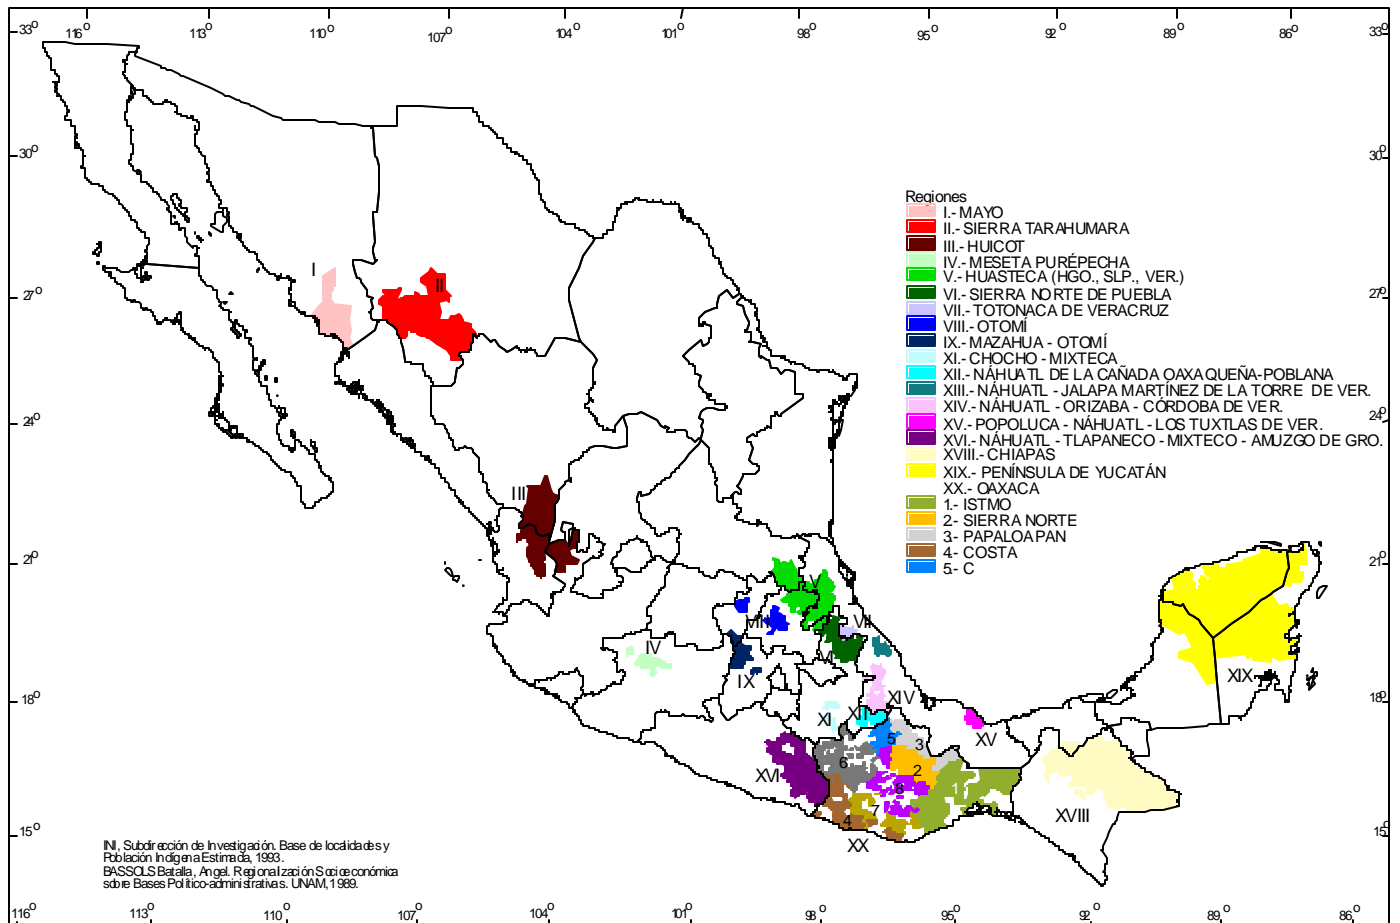 116° 113° 110° 107° 104° 101° 98° 95° 92° 89° 86°
33° 33°
30° 30°
27° 27°
24° 24°
21° 21°
18° 18°
15° 15°
Regiones
I.- MAYO
II.- SIERRA TARAHUMARA
III.- HUICOT
IV.- MESETA PURÉPECHA
V.- HUASTECA (HGO., SLP., VER.)
VI.- SIERRA NORTE DE PUEBLA
VII.- TOTONACA DE VERACRUZ
VIII.- OTOMÍ
IX.- MAZAHUA - OTOMÍ
XI.- CHOCHO - MIXTECA
XII.- NÁHUATL DE LA CAÑADA OAXAQUEÑA-POBLANA
XIII.- NÁHUATL - JALAPA MARTÍNEZ DE LA TORRE DE VER.
XIV.- NÁHUATL - ORIZABA - CÓRDOBA DE VER.
XV.- POPOLUCA - NÁHUATL - LOS TUXTLAS DE VER.
XVI.- NÁHUATL - TLAPANECO - MIXTECO - AMUZGO DE GRO.
XVIII.- CHIAPAS
XIX.- PENÍNSULA DE YUCATÁN
XX.- OAXACA
1.- ISTMO
2.- SIERRA NORTE
3.- PAPALOAPAN
4.- COSTA
5.- C
I
II
III
IV
V
VII
VIII
VI
IX
XI
XII
XIV
XV
XVI
XVIII
XIX
XX
5
3
6
2
8
7
4
INI, Subdirección de Investigación. Base de localidades y
Población Indígena Estimada, 1993.
BASSOLS Batalla, Angel. Regionalización Socioeconómica
sobre Bases Político-administrativas. UNAM, 1989.
116° 113° 110° 107° 104° 101° 98° 95° 92° 89° 86°